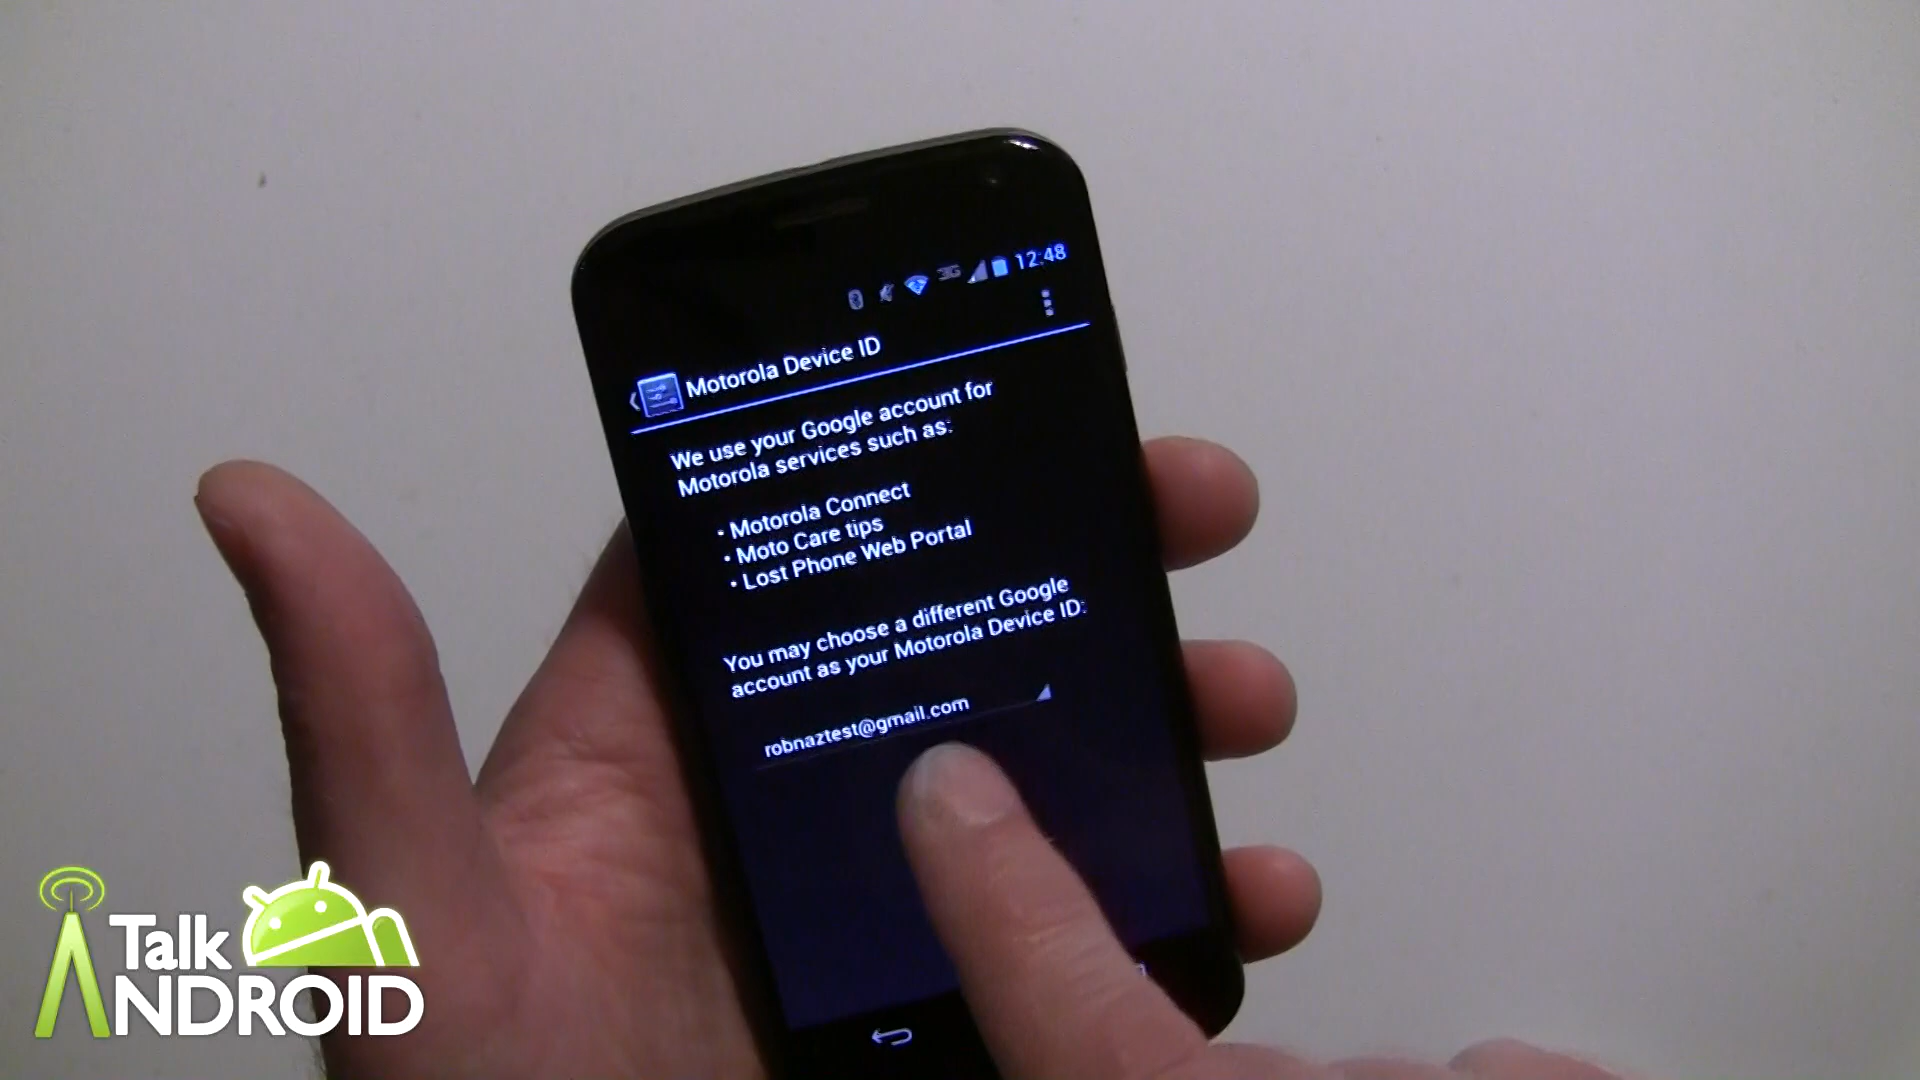 3G 12:48
Motorola Device ID
We use your Google account for
Motorola services such as:
• Motorola Connect
• Moto Care tips
• Lost Phone Web Portal
You may choose a different Google
account as your Motorola Device ID:
robnaztest@gmail.com
Talk
ANDROID